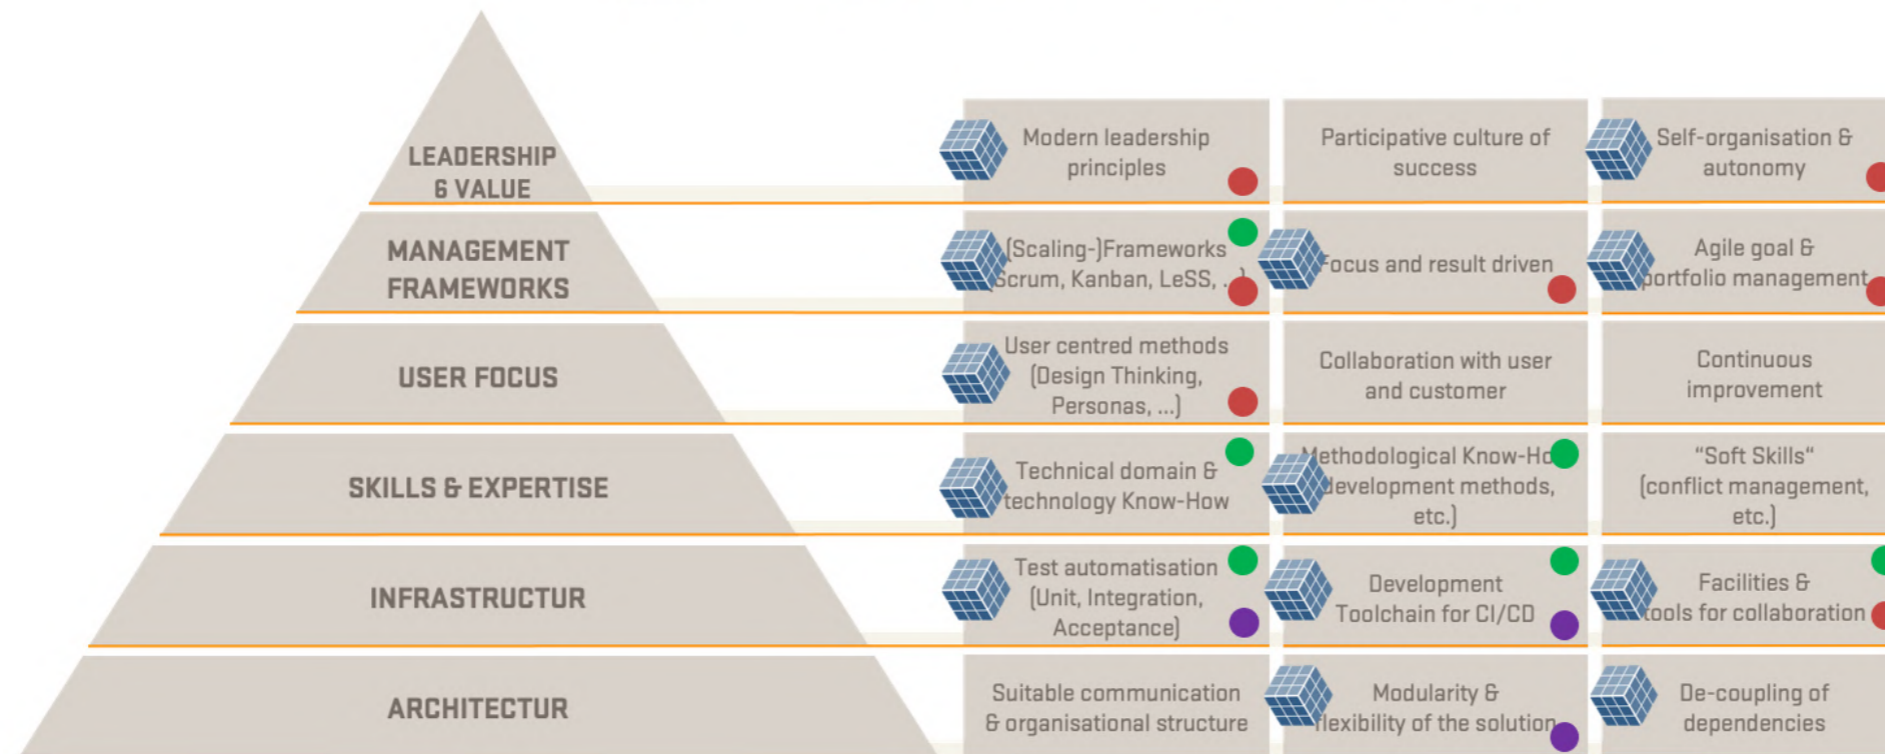 LEADERSHIP
& VALUE
Modern leadership
principles
Participative culture of
success
Self-organisation &
autonomy
MANAGEMENT
FRAMEWORKS
(Scaling-)Frameworks
(Scrum, Kanban, LeSS, ...)
Focus and result driven
Agile goal &
portfolio management
USER FOCUS
User centred methods
(Design Thinking,
Personas, ...)
Collaboration with user
and customer
Continuous
improvement
SKILLS & EXPERTISE
Technical domain &
technology Know-How
Methodological Know-Ho
development methods,
etc.)
“Soft Skills“
(conflict management,
etc.)
INFRASTRUCTUR
Test automatisation
(Unit, Integration,
Acceptance)
Development
Toolchain for CI/CD
Facilities &
tools for collaboration
ARCHITECTUR
Suitable communication
& organisational structure
Modularity &
flexibility of the solution
De-coupling of
dependencies